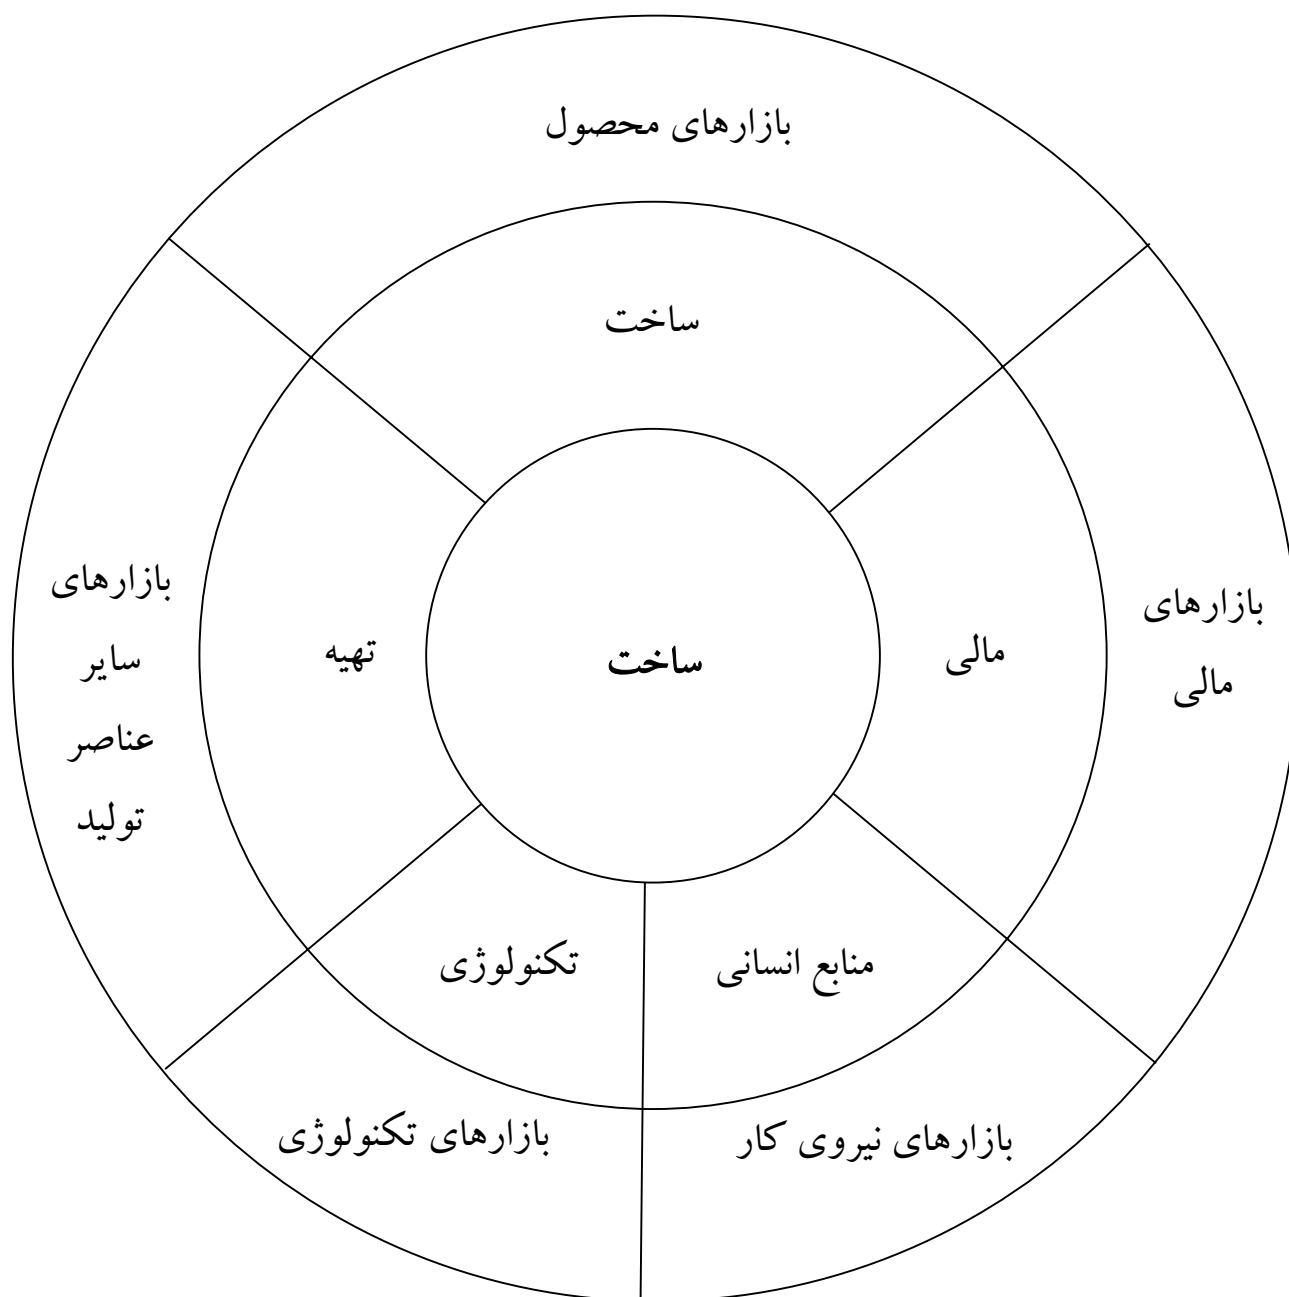 بازارهای محصول
ساخت
بازارهای
مالی
مالی
ساخت
تهیه
بازارهای
سایر
عناصر
تولید
منابع انسانی
تکنولوژی
بازارهای نیروی کار
بازارهای تکنولوژی